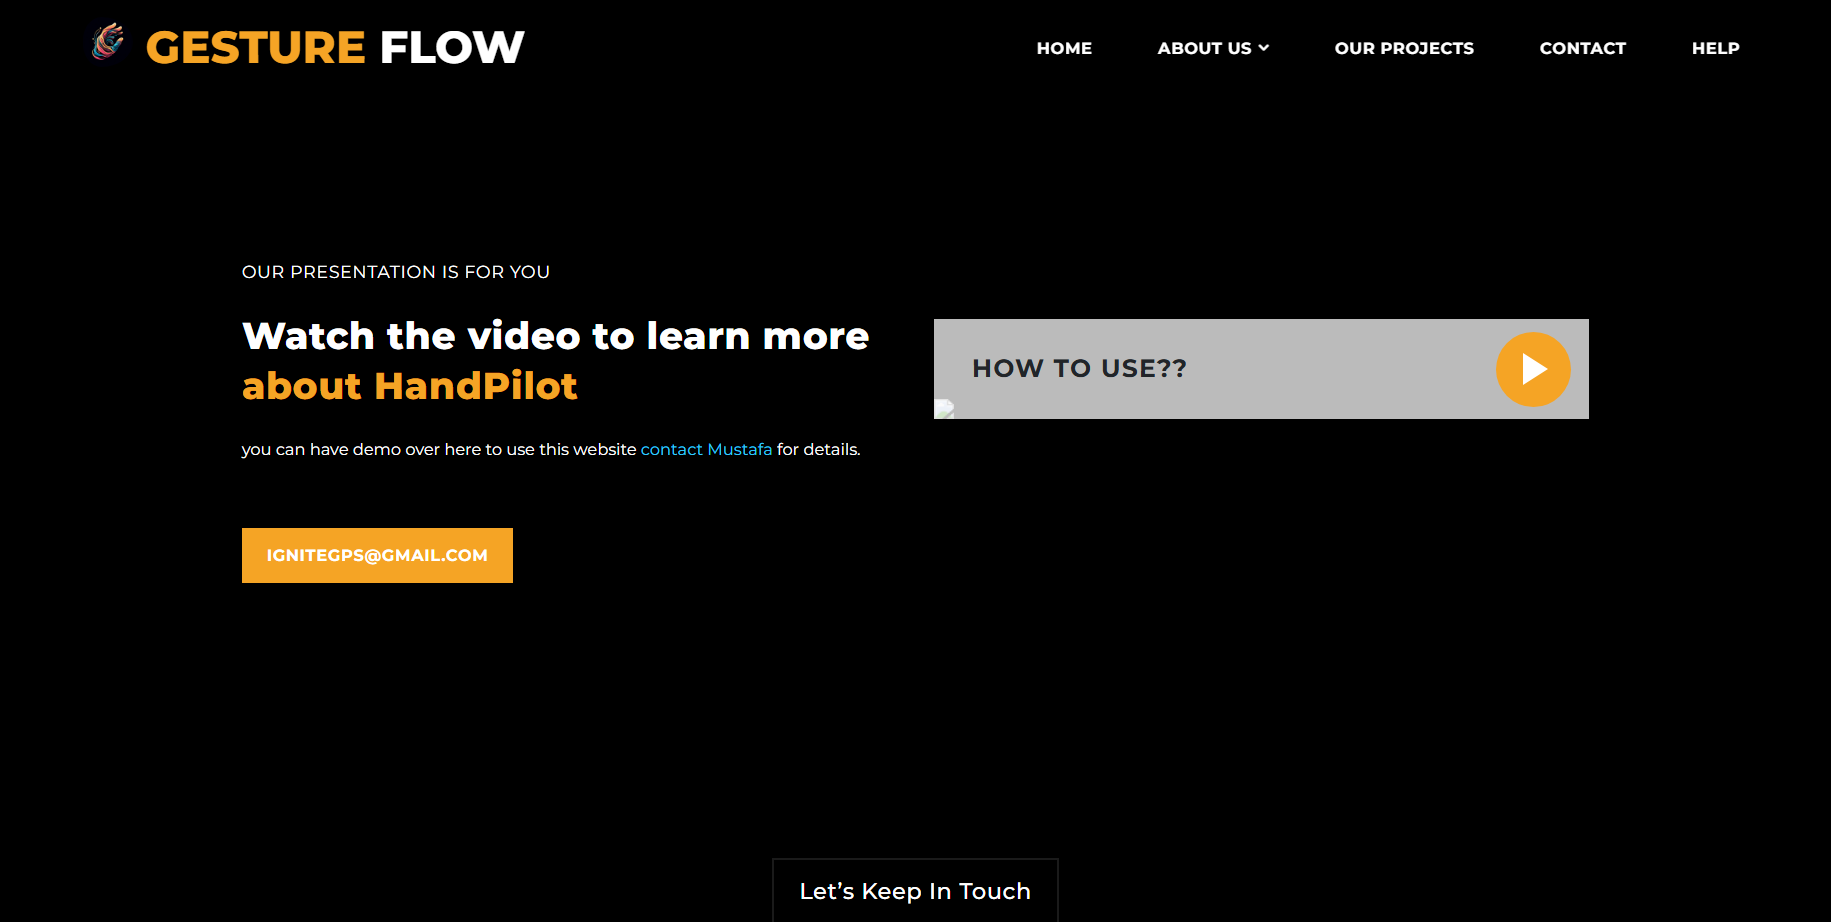 GESTURE FLOW
HOME
ABOUT US
OUR PROJECTS
CONTACT
HELP
OUR PRESENTATION IS FOR YOU
Watch the video to learn more
about HandPilot
you can have demo over here to use this website contact Mustafa for details.
IGNITEGPS@GMAIL.COM
HOW TO USE??
Let’s Keep In Touch